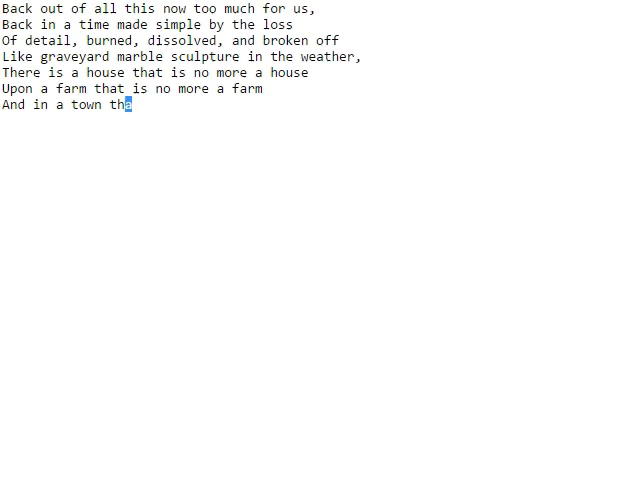 Back out of all this now too much for us,
Back in a time made simple by the loss
Of detail, burned, dissolved, and broken off
Like graveyard marble sculpture in the weather,
There is a house that is no more a house
Upon a farm that is no more a farm
And in a town tha